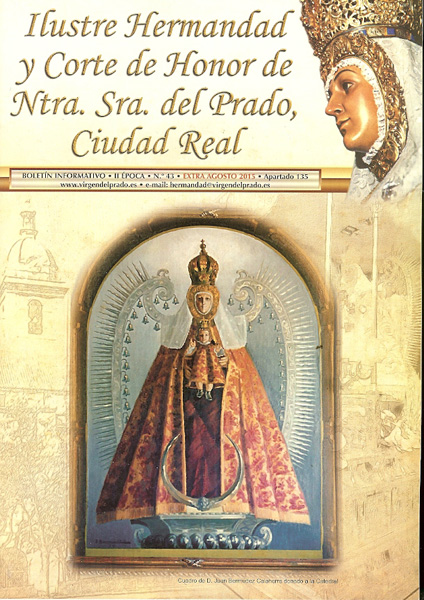 Ilustre Hermandad
y Corte de Honor de
Ntra. Sra. del Prado,
Ciudad Real
BOLETÍN INFORMATIVO • II ÉPOCA • N.º 43 • EXTRA AGOSTO 2015 • Apartado 135
www.virgendelprado.es • e-mail: hermandad@virgendelprado.es
Cuadro de D. Juan Bermúdez Calahorra donado a la Catedral